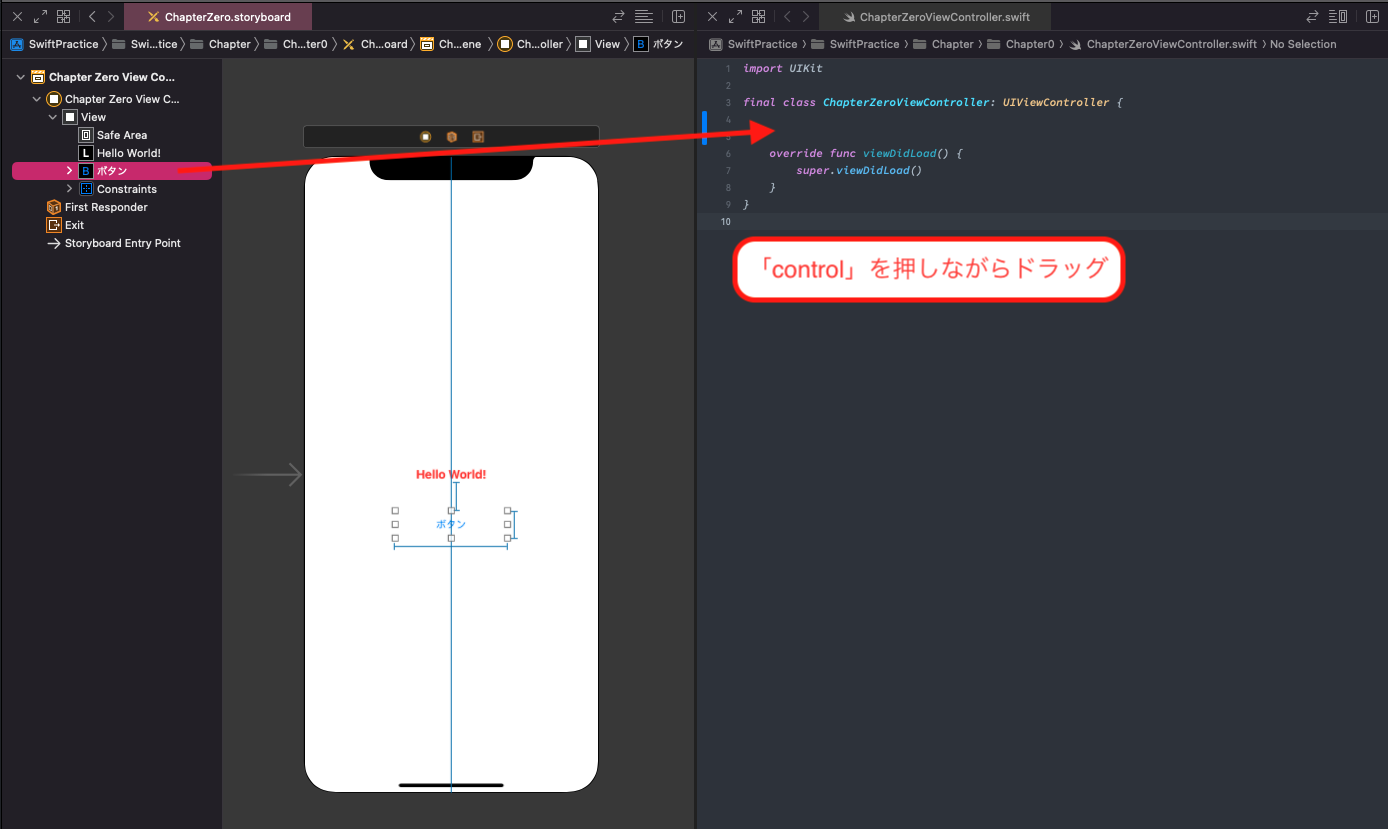 ChapterZero.storyboard
SwiftPractice 〉 Swi...tice 〉 Chapter 〉 Ch...ter0 〉 Ch...oard 〉 Ch...ene 〉 Ch...oller 〉 View 〉 B ボタン
Chapter Zero View Co...
Chapter Zero View C...
View
Safe Area
L Hello World!
B ボタン
Constraints
First Responder
Exit
Storyboard Entry Point
Hello World!
ボタン
ChapterZeroViewController.swift
SwiftPractice 〉 SwiftPractice 〉 Chapter 〉 Chapter0 〉 ChapterZeroViewController.swift 〉 No Selection
1 import UIKit
2
3 final class ChapterZeroViewController: UIViewController {
4
5
6 override func viewDidLoad() {
7 super.viewDidLoad()
8 }
9 }
10
「control」を押しながらドラッグ